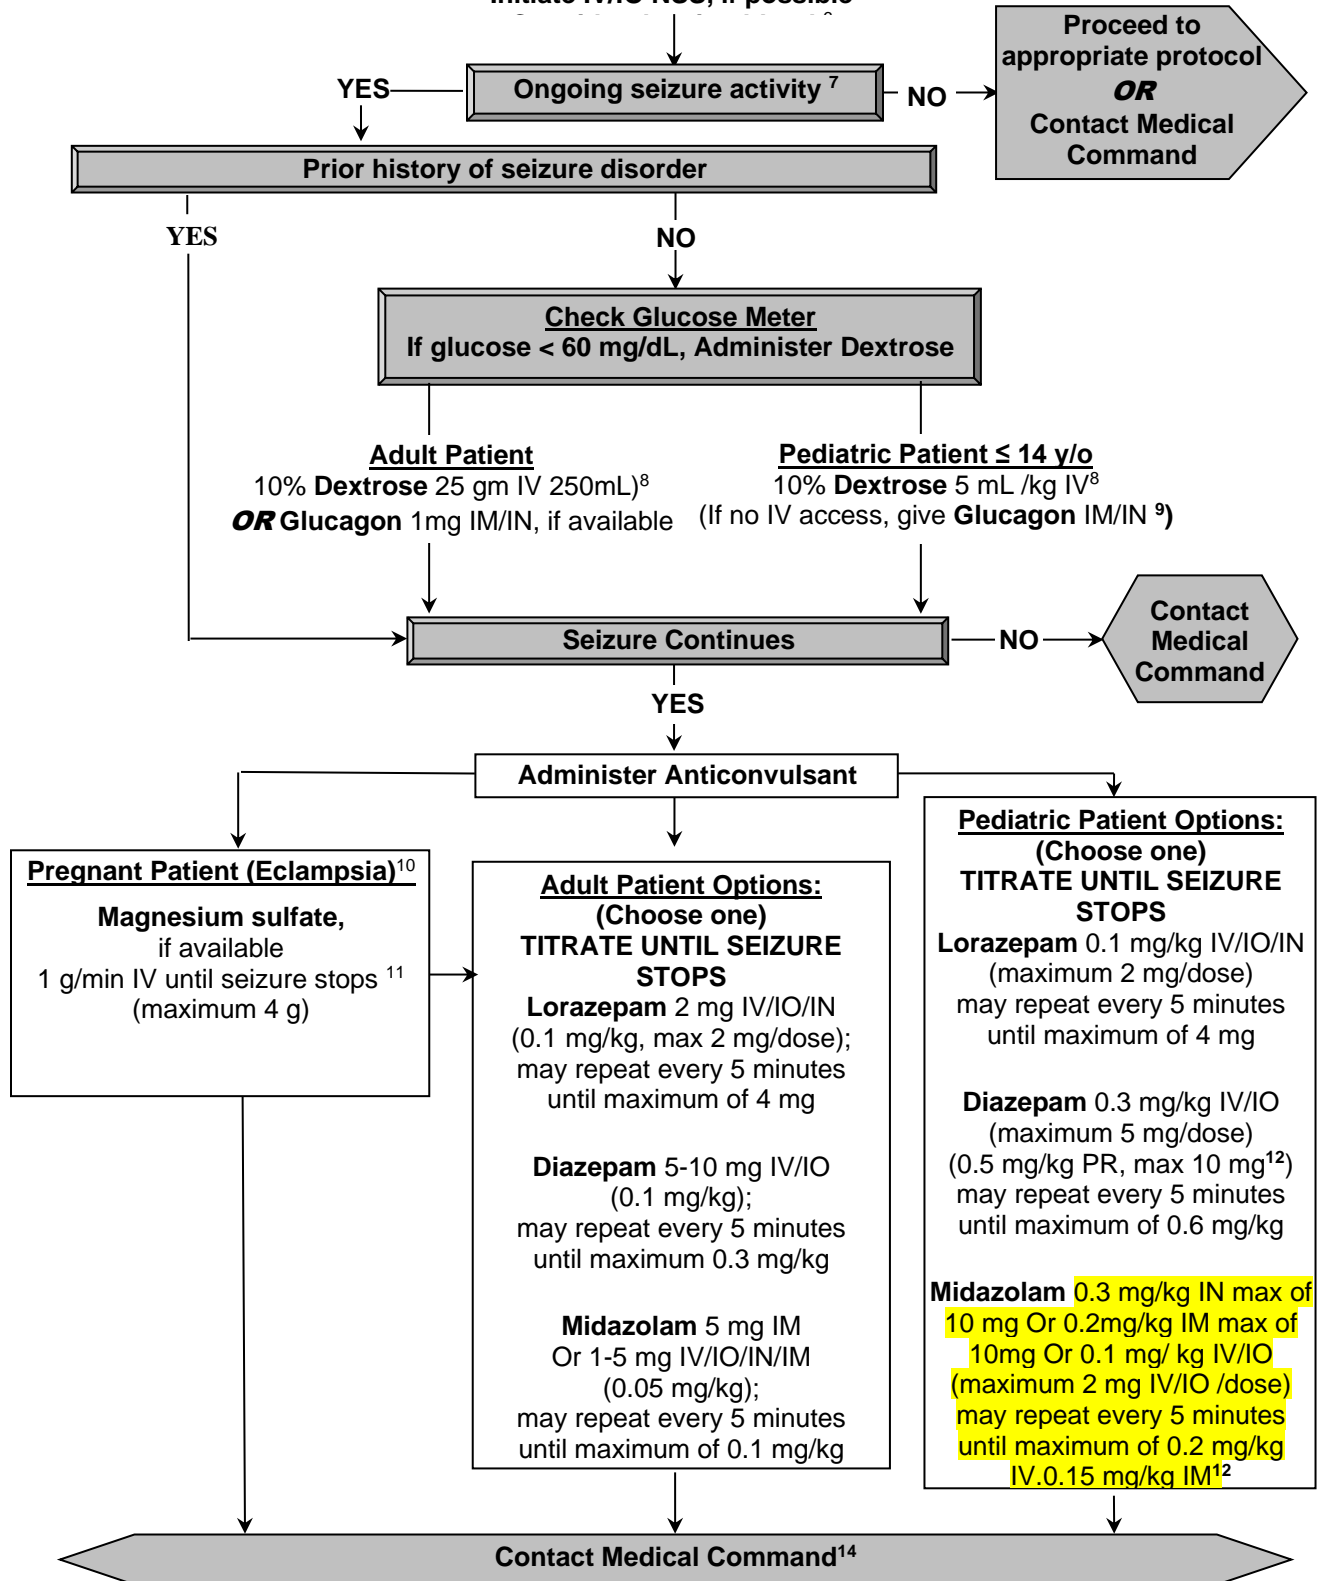 Initiate IV/IO NSS, if possible
Proceed to
appropriate protocol
OR
Contact Medical
Command
YES
Ongoing seizure activity 7
NO
Prior history of seizure disorder
YES
NO
Check Glucose Meter
If glucose < 60 mg/dL, Administer Dextrose
Adult Patient
10% Dextrose 25 gm IV 250mL)8
OR Glucagon 1mg IM/IN, if available
Pediatric Patient ≤ 14 y/o
10% Dextrose 5 mL /kg IV8
(If no IV access, give Glucagon IM/IN 9)
Seizure Continues
NO
Contact
Medical
Command
YES
Administer Anticonvulsant
Pregnant Patient (Eclampsia)10
Magnesium sulfate,
if available
1 g/min IV until seizure stops 11
(maximum 4 g)
Adult Patient Options:
(Choose one)
TITRATE UNTIL SEIZURE
STOPS
Lorazepam 2 mg IV/IO/IN
(0.1 mg/kg, max 2 mg/dose);
may repeat every 5 minutes
until maximum of 4 mg
Diazepam 5-10 mg IV/IO
(0.1 mg/kg);
may repeat every 5 minutes
until maximum 0.3 mg/kg
Midazolam 5 mg IM
Or 1-5 mg IV/IO/IN/IM
(0.05 mg/kg);
may repeat every 5 minutes
until maximum of 0.1 mg/kg
Pediatric Patient Options:
(Choose one)
TITRATE UNTIL SEIZURE
STOPS
Lorazepam 0.1 mg/kg IV/IO/IN
(maximum 2 mg/dose)
may repeat every 5 minutes
until maximum of 4 mg
Diazepam 0.3 mg/kg IV/IO
(maximum 5 mg/dose)
(0.5 mg/kg PR, max 10 mg12)
may repeat every 5 minutes
until maximum of 0.6 mg/kg
Midazolam 0.3 mg/kg IN max of
10 mg Or 0.2mg/kg IM max of
10mg Or 0.1 mg/ kg IV/IO
(maximum 2 mg IV/IO /dose)
may repeat every 5 minutes
until maximum of 0.2 mg/kg
IV.0.15 mg/kg IM12
Contact Medical Command14